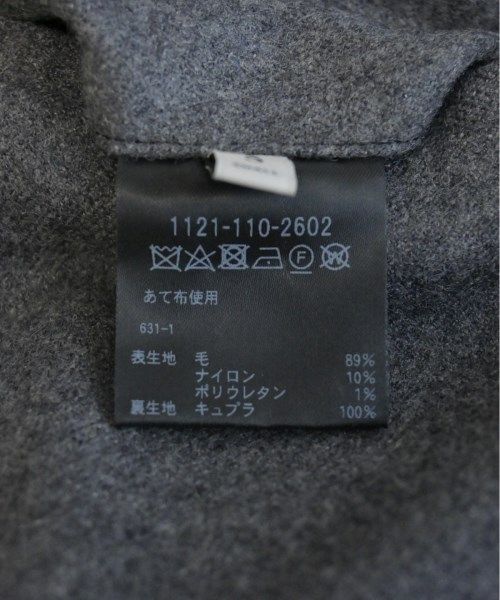 1121-110-2602
F W
あて布使用
631-1
表生地 毛 89%
ナイロン 10%
ポリウレタン 1%
裏生地 キュプラ 100%